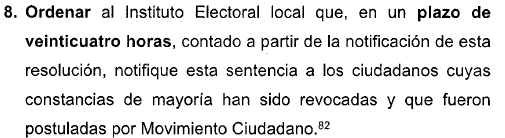 8. Ordenar al Instituto Electoral local que, en un plazo de
veinticuatro horas, contado a partir de la notificación de esta
resolución, notifique esta sentencia a los ciudadanos cuyas
constancias de mayoría han sido revocadas y que fueron
postuladas por Movimiento Ciudadano.82